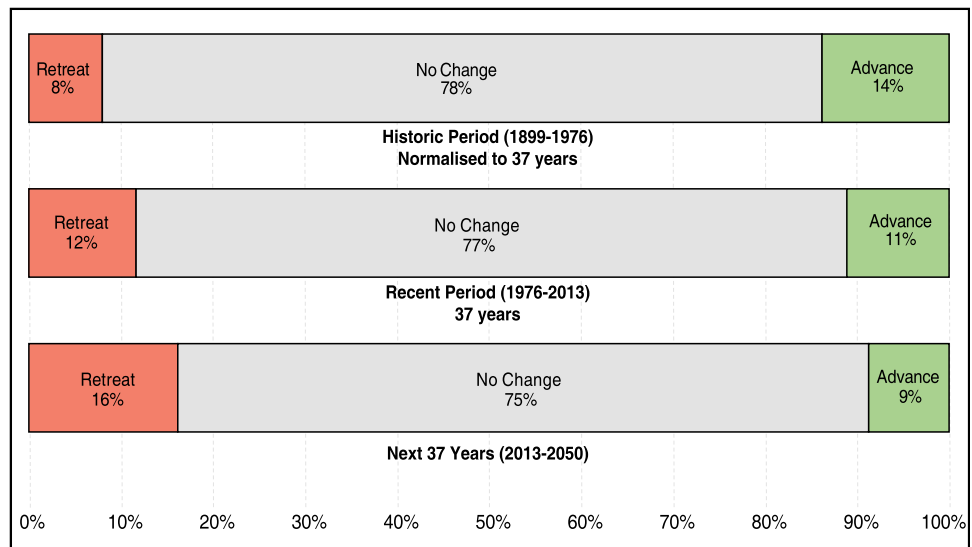 Retreat
8%
No Change
78%
Advance
14%
Historic Period (1899-1976)
Normalised to 37 years
Retreat
12%
No Change
77%
Advance
11%
Recent Period (1976-2013)
37 years
Retreat
16%
No Change
75%
Advance
9%
Next 37 Years (2013-2050)
0% 10% 20% 30% 40% 50% 60% 70% 80% 90% 100%